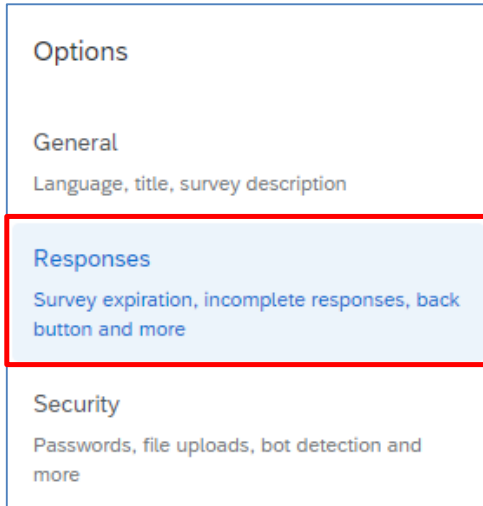 Options
General
Language, title, survey description
Responses
Survey expiration, incomplete responses, back
button and more
Security
Passwords, file uploads, bot detection and
more